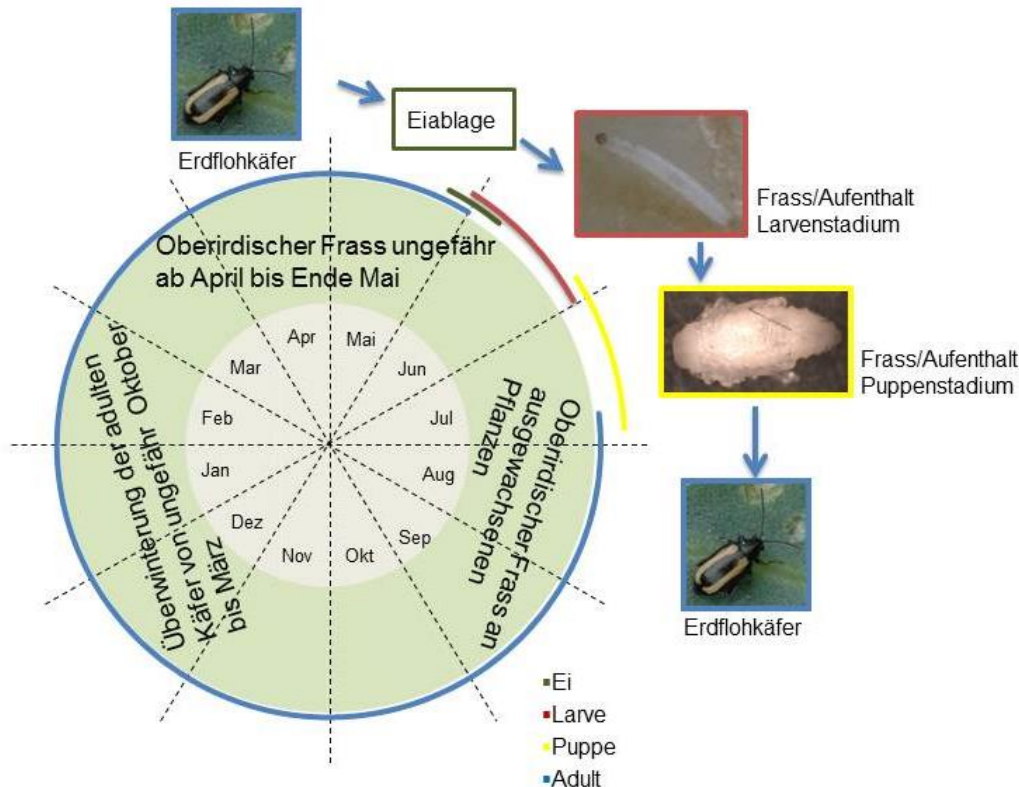 Erdflohkäfer
Eiablage
Frass/Aufenthalt
Larvenstadium
Frass/Aufenthalt
Puppenstadium
Erdflohkäfer
Oberirdischer Frass ungefähr
ab April bis Ende Mai
Oberirdischer Frass an
ausgewachsenen
Pflanzen
Überwinterung der adulten
Käfer von ungefähr Oktober
bis März
Jan
Feb
Mar
Apr
Mai
Jun
Jul
Aug
Sep
Okt
Nov
Dez
Ei
Larve
Puppe
Adult